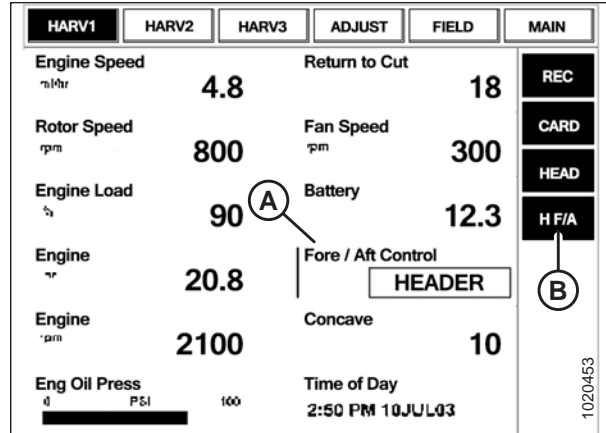 HARV1 HARV2 HARV3 ADJUST FIELD MAIN
Engine Speed Return to Cut
4.8 18
REC
Rotor Speed Fan Speed
rpm rpm
800 300
CARD
HEAD
Engine Load Battery
90 12.3
A
H F/A
Engine Fore / Aft Control
20.8 HEADER
B
Engine Concave
rpm
2100 10
Eng Oil Press Time of Day
0 PSI 100
2:50 PM 10JUL03
1020453